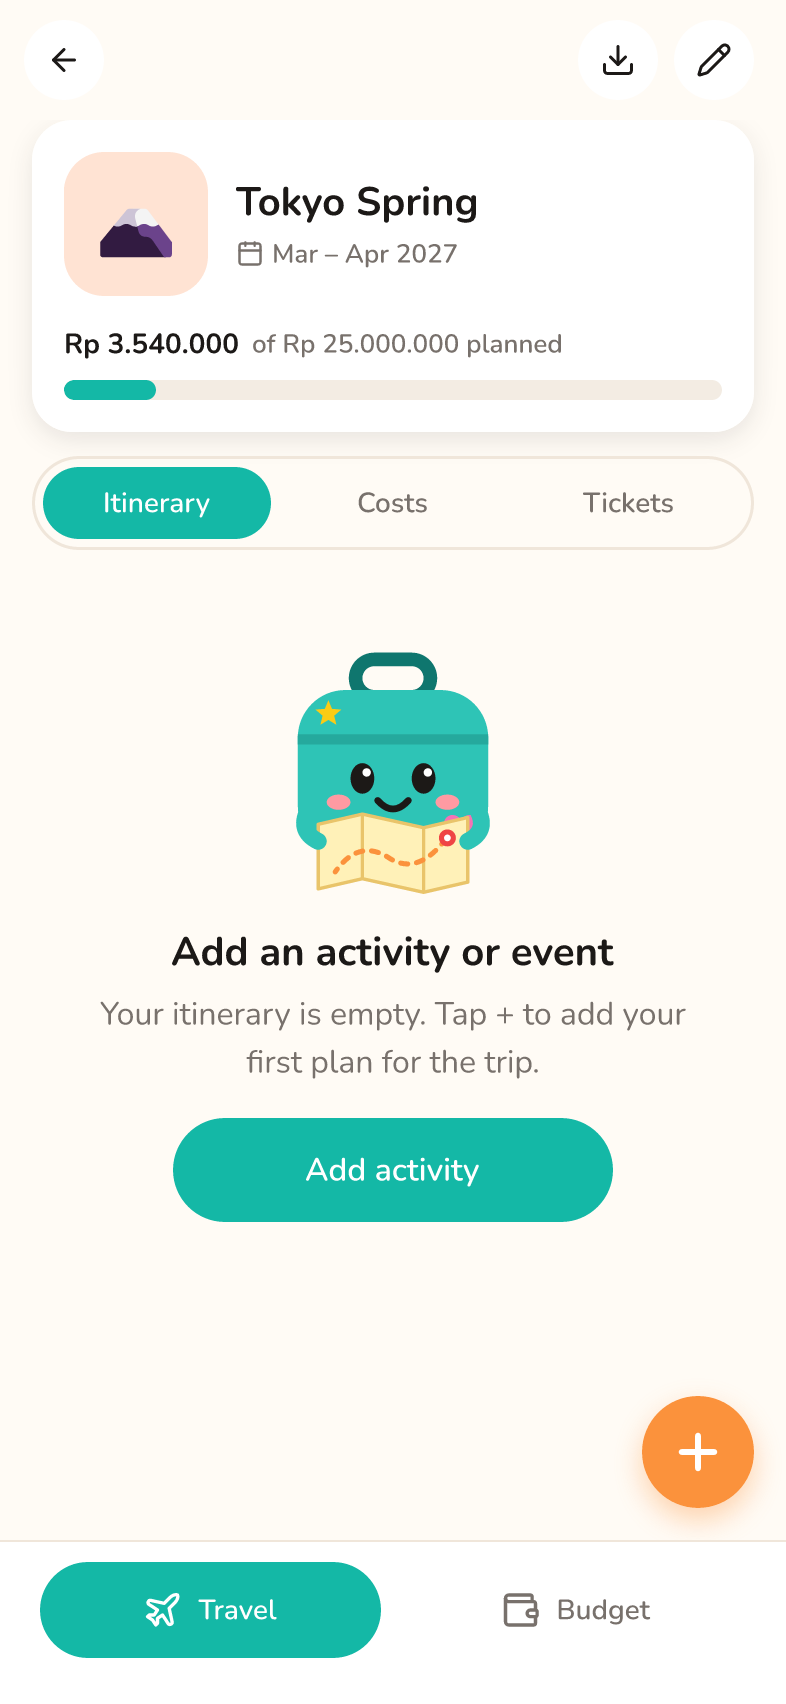 Tokyo Spring
Mar – Apr 2027
Rp 3.540.000 of Rp 25.000.000 planned
Itinerary Costs Tickets
Add an activity or event
Your itinerary is empty. Tap + to add your
first plan for the trip.
Add activity
Travel Budget